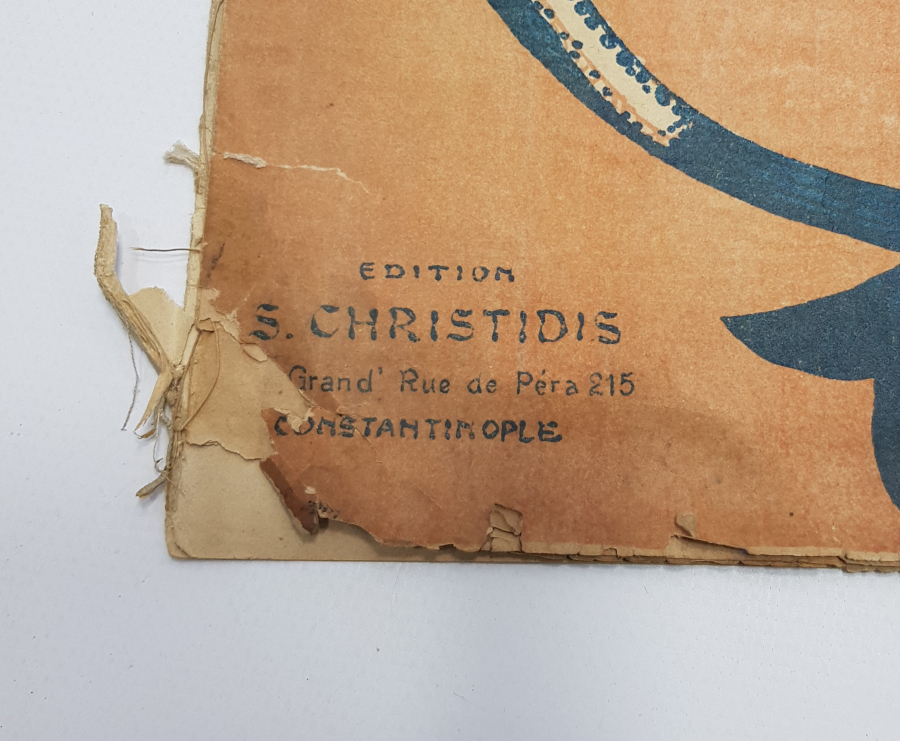 EDITION
S. CHRISTIDIS
Grand' Rue de Péra 215
CONSTANTINOPLE